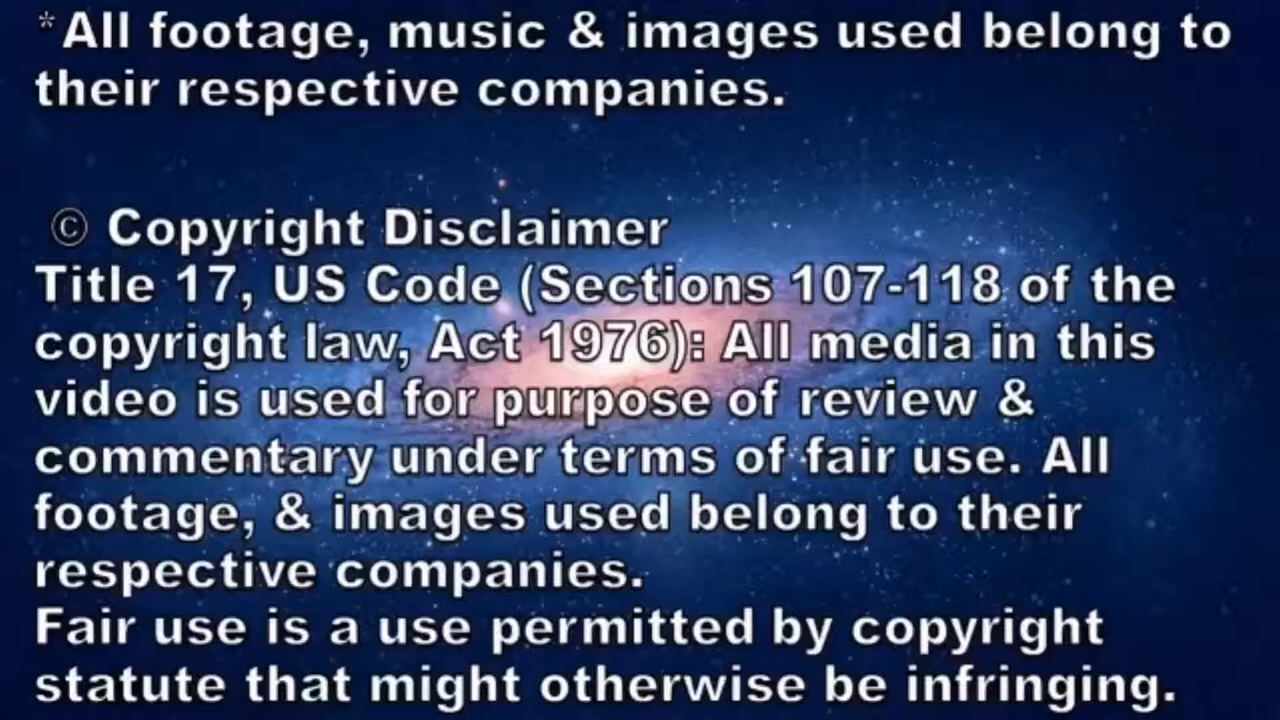 *All footage, music & images used belong to
their respective companies.
© Copyright Disclaimer
Title 17, US Code (Sections 107-118 of the
copyright law, Act 1976): All media in this
video is used for purpose of review &
commentary under terms of fair use. All
footage, & images used belong to their
respective companies.
Fair use is a use permitted by copyright
statute that might otherwise be infringing.